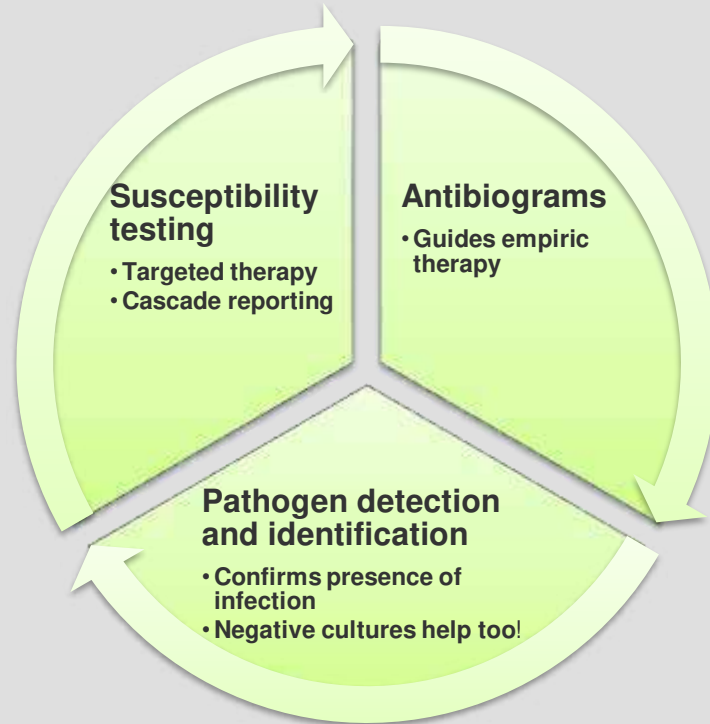 Susceptibility
testing
• Targeted therapy
• Cascade reporting
Antibiograms
• Guides empiric
therapy
Pathogen detection
and identification
• Confirms presence of
infection
• Negative cultures help too!